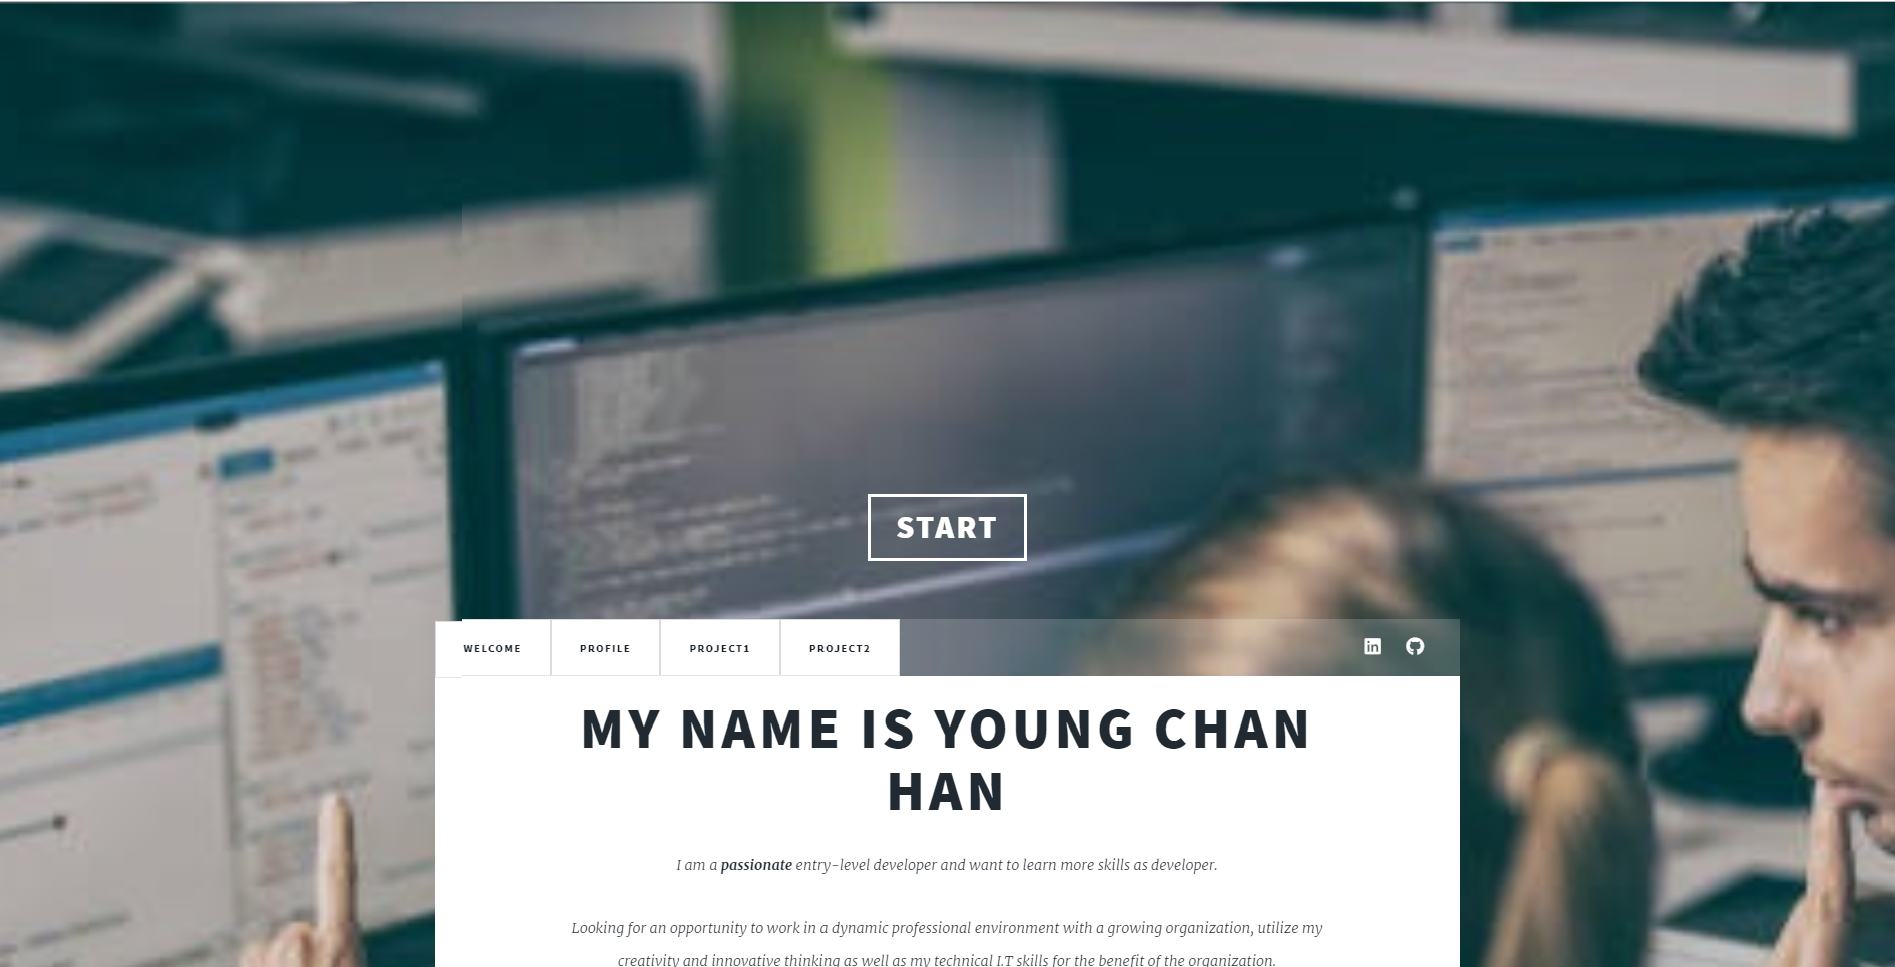 START
WELCOME PROFILE PROJECT1 PROJECT2
MY NAME IS YOUNG CHAN
HAN
I am a passionate entry-level developer and want to learn more skills as developer.
Looking for an opportunity to work in a dynamic professional environment with a growing organization, utilize my
creativity and innovative thinking as well as my technical I.T skills for the benefit of the organization.